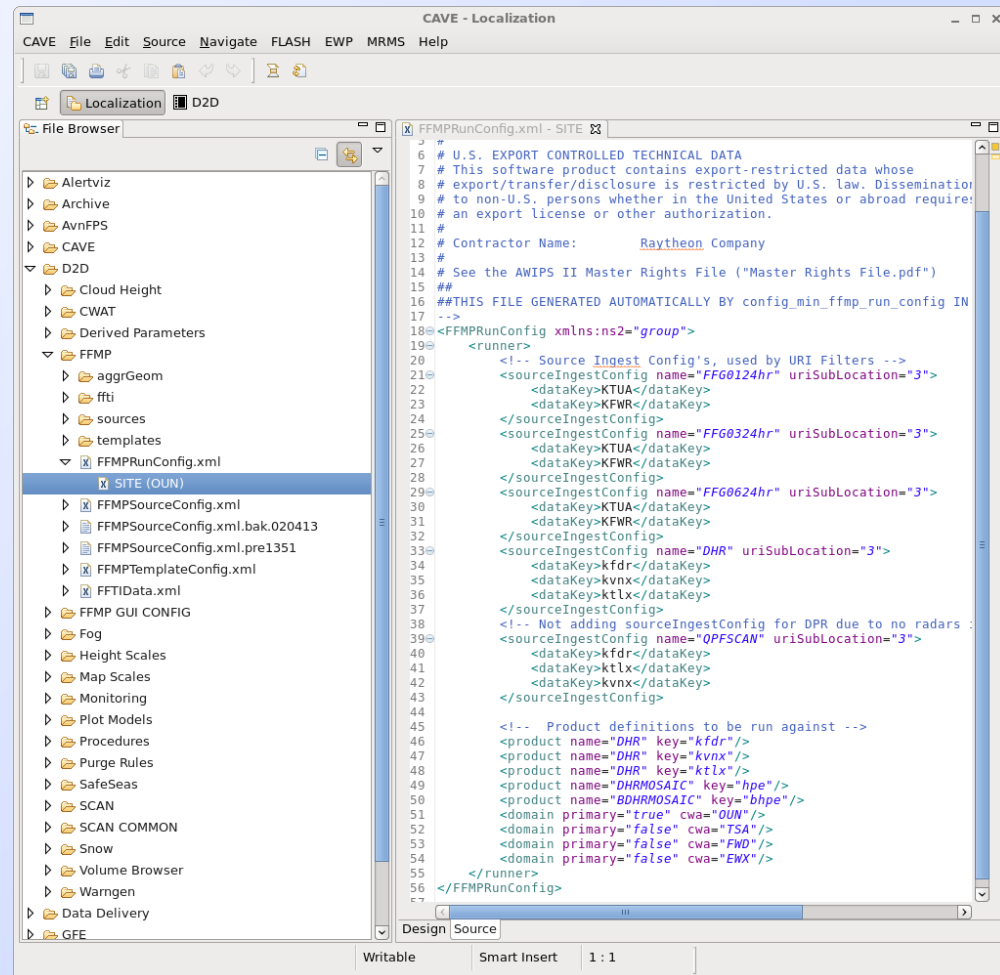 CAVE - Localization
CAVE File Edit Source Navigate FLASH EWP MRMS Help
Localization D2D
File Browser
Alertviz
Archive
AvnFPS
CAVE
D2D
Cloud Height
CWAT
Derived Parameters
FFMP
aggrGeom
ffti
sources
templates
FFMPRunConfig.xml
SITE (OUN)
FFMPSourceConfig.xml
FFMPSourceConfig.xml.bak.020413
FFMPSourceConfig.xml.pre1351
FFMPTemplateConfig.xml
FFTIData.xml
FFMP GUI CONFIG
Fog
Height Scales
Map Scales
Monitoring
Plot Models
Procedures
Purge Rules
SafeSeas
SCAN
SCAN COMMON
Snow
Volume Browser
Warngen
Data Delivery
GFE
FFMPRunConfig.xml - SITE
5 #
6 # U.S. EXPORT CONTROLLED TECHNICAL DATA
7 # This software product contains export-restricted data whose
8 # export/transfer/disclosure is restricted by U.S. law. Dissemination
9 # to non-U.S. persons whether in the United States or abroad requires
10 # an export license or other authorization.
11 #
12 # Contractor Name:        Raytheon Company
13 #
14 # See the AWIPS II Master Rights File ("Master Rights File.pdf")
15 ##
16 ##THIS FILE GENERATED AUTOMATICALLY BY config_min_ffmp_run_config IN
17 -->
18 <FFMPRunConfig xmlns:ns2="group">
19     <runner>
20         <!-- Source Ingest Config's, used by URI Filters -->
21         <sourceIngestConfig name="FFG0124hr" uriSubLocation="3">
22             <dataKey>KTUA</dataKey>
23             <dataKey>KFWR</dataKey>
24         </sourceIngestConfig>
25         <sourceIngestConfig name="FFG0324hr" uriSubLocation="3">
26             <dataKey>KTUA</dataKey>
27             <dataKey>KFWR</dataKey>
28         </sourceIngestConfig>
29         <sourceIngestConfig name="FFG0624hr" uriSubLocation="3">
30             <dataKey>KTUA</dataKey>
31             <dataKey>KFWR</dataKey>
32         </sourceIngestConfig>
33         <sourceIngestConfig name="DHR" uriSubLocation="3">
34             <dataKey>kfdr</dataKey>
35             <dataKey>kvnx</dataKey>
36             <dataKey>ktlx</dataKey>
37         </sourceIngestConfig>
38         <!-- Not adding sourceIngestConfig for DPR due to no radars
39         <sourceIngestConfig name="QPFSCAN" uriSubLocation="3">
40             <dataKey>kfdr</dataKey>
41             <dataKey>ktlx</dataKey>
42             <dataKey>kvnx</dataKey>
43         </sourceIngestConfig>
44
45         <!--  Product definitions to be run against -->
46         <product name="DHR" key="kfdr"/>
47         <product name="DHR" key="kvnx"/>
48         <product name="DHR" key="ktlx"/>
49         <product name="DHRMOSAIC" key="hpe"/>
50         <product name="BDHRMOSAIC" key="bhpe"/>
51         <domain primary="true" cwa="OUN"/>
52         <domain primary="false" cwa="TSA"/>
53         <domain primary="false" cwa="FWD"/>
54         <domain primary="false" cwa="EWX"/>
55     </runner>
56 </FFMPRunConfig>
57
Design Source
Writable Smart Insert 1 : 1